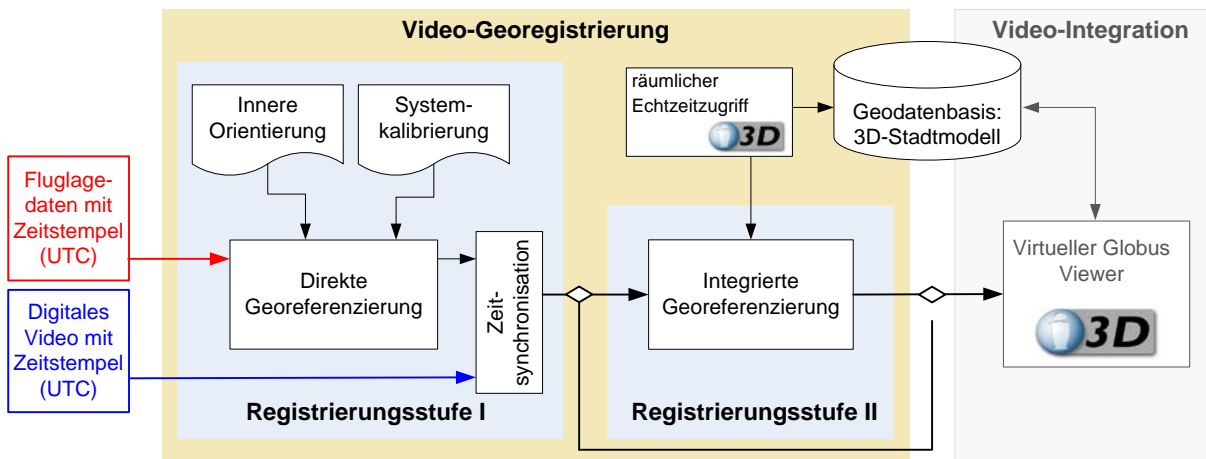 Video-Georegistrierung
Video-Integration
Innere
Orientierung
System-
kalibrierung
räumlicher
Echtzeitzugriff
3D
Geodatenbasis:
3D-Stadtmodell
Fluglage-
daten mit
Zeitstempel
(UTC)
Digitales
Video mit
Zeitstempel
(UTC)
Direkte
Georeferenzierung
Zeit-
synchronisation
Integrierte
Georeferenzierung
Virtueller Globus
Viewer
3D
Registrierungsstufe I
Registrierungsstufe II